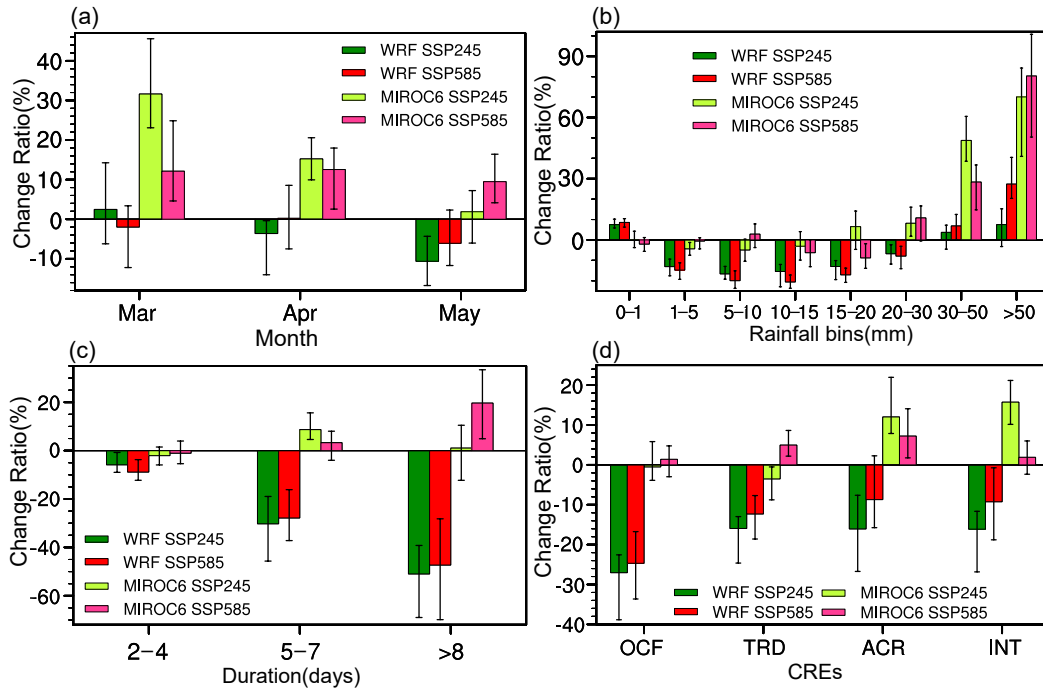 (a)
Change Ratio(%)
40
30
20
10
0
-10
WRF SSP245
WRF SSP585
MIROC6 SSP245
MIROC6 SSP585
Mar Apr May
Month
(b)
Change Ratio(%)
90
60
30
0
WRF SSP245
WRF SSP585
MIROC6 SSP245
MIROC6 SSP585
0–1 1–5 5–10 10–15 15–20 20–30 30–50 >50
Rainfall bins(mm)
(c)
Change Ratio(%)
20
0
-20
-40
-60
WRF SSP245
WRF SSP585
MIROC6 SSP245
MIROC6 SSP585
2–4 5–7 >8
Duration(days)
(d)
Change Ratio(%)
20
10
0
-10
-20
-30
-40
WRF SSP245 MIROC6 SSP245
WRF SSP585 MIROC6 SSP585
OCF TRD ACR INT
CREs